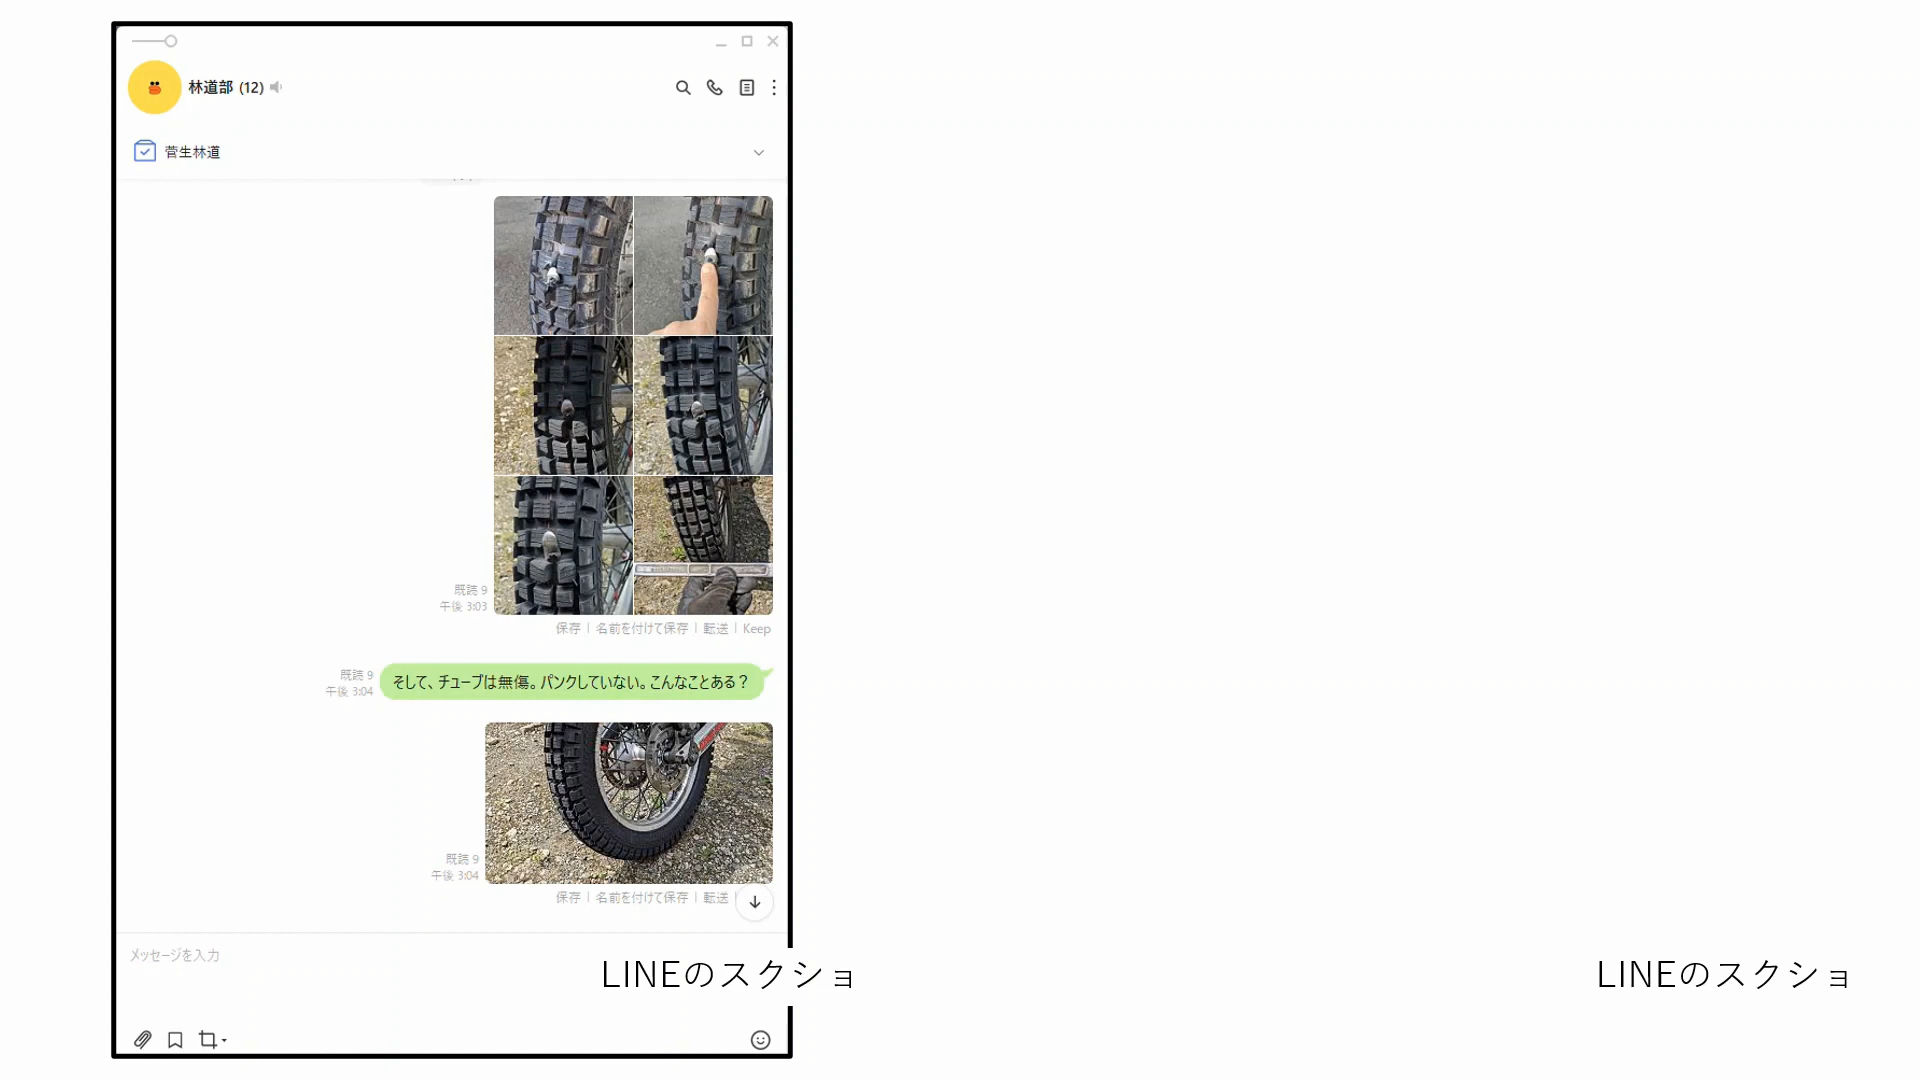 林道部 (12)
菅生林道
既読 9
午後 3:03
保存 | 名前を付けて保存 | 転送 | Keep
既読 9
午後 3:04
そして、チューブは無傷。パンクしていない。こんなことある？
既読 9
午後 3:04
保存 | 名前を付けて保存 | 転送 |
メッセージを入力
LINEのスクショ
LINEのスクショ